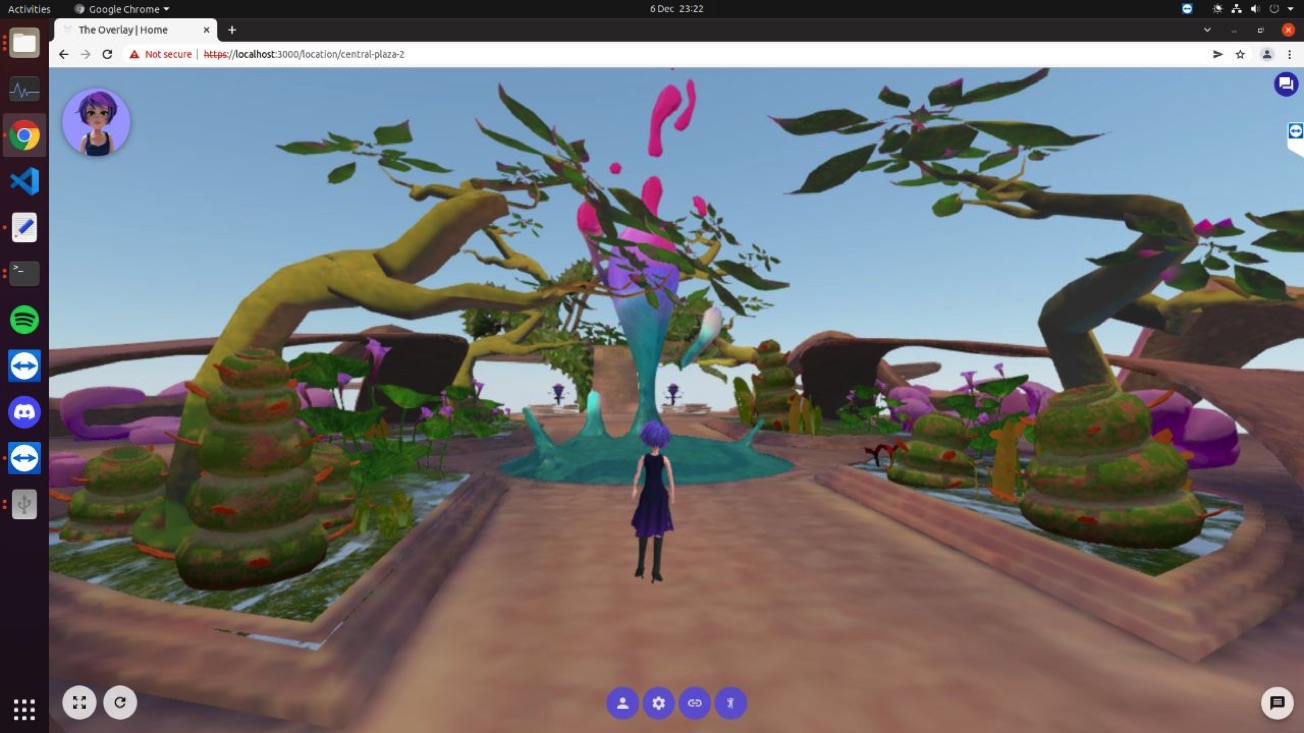 Activities
Google Chrome
6 Dec 23:22
The Overlay | Home
Not secure | https://localhost:3000/location/central-plaza-2